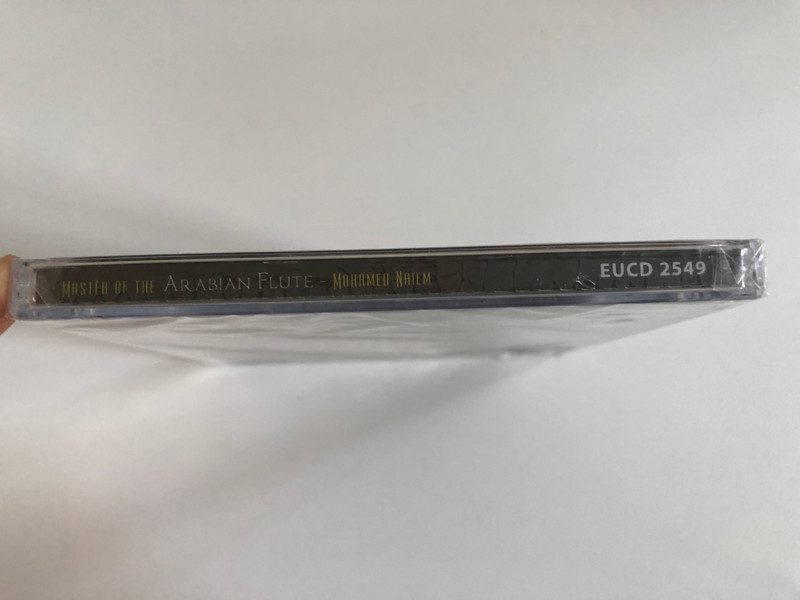 Master of the Arabian Flute - Mohamed Naiem
EUCD 2549